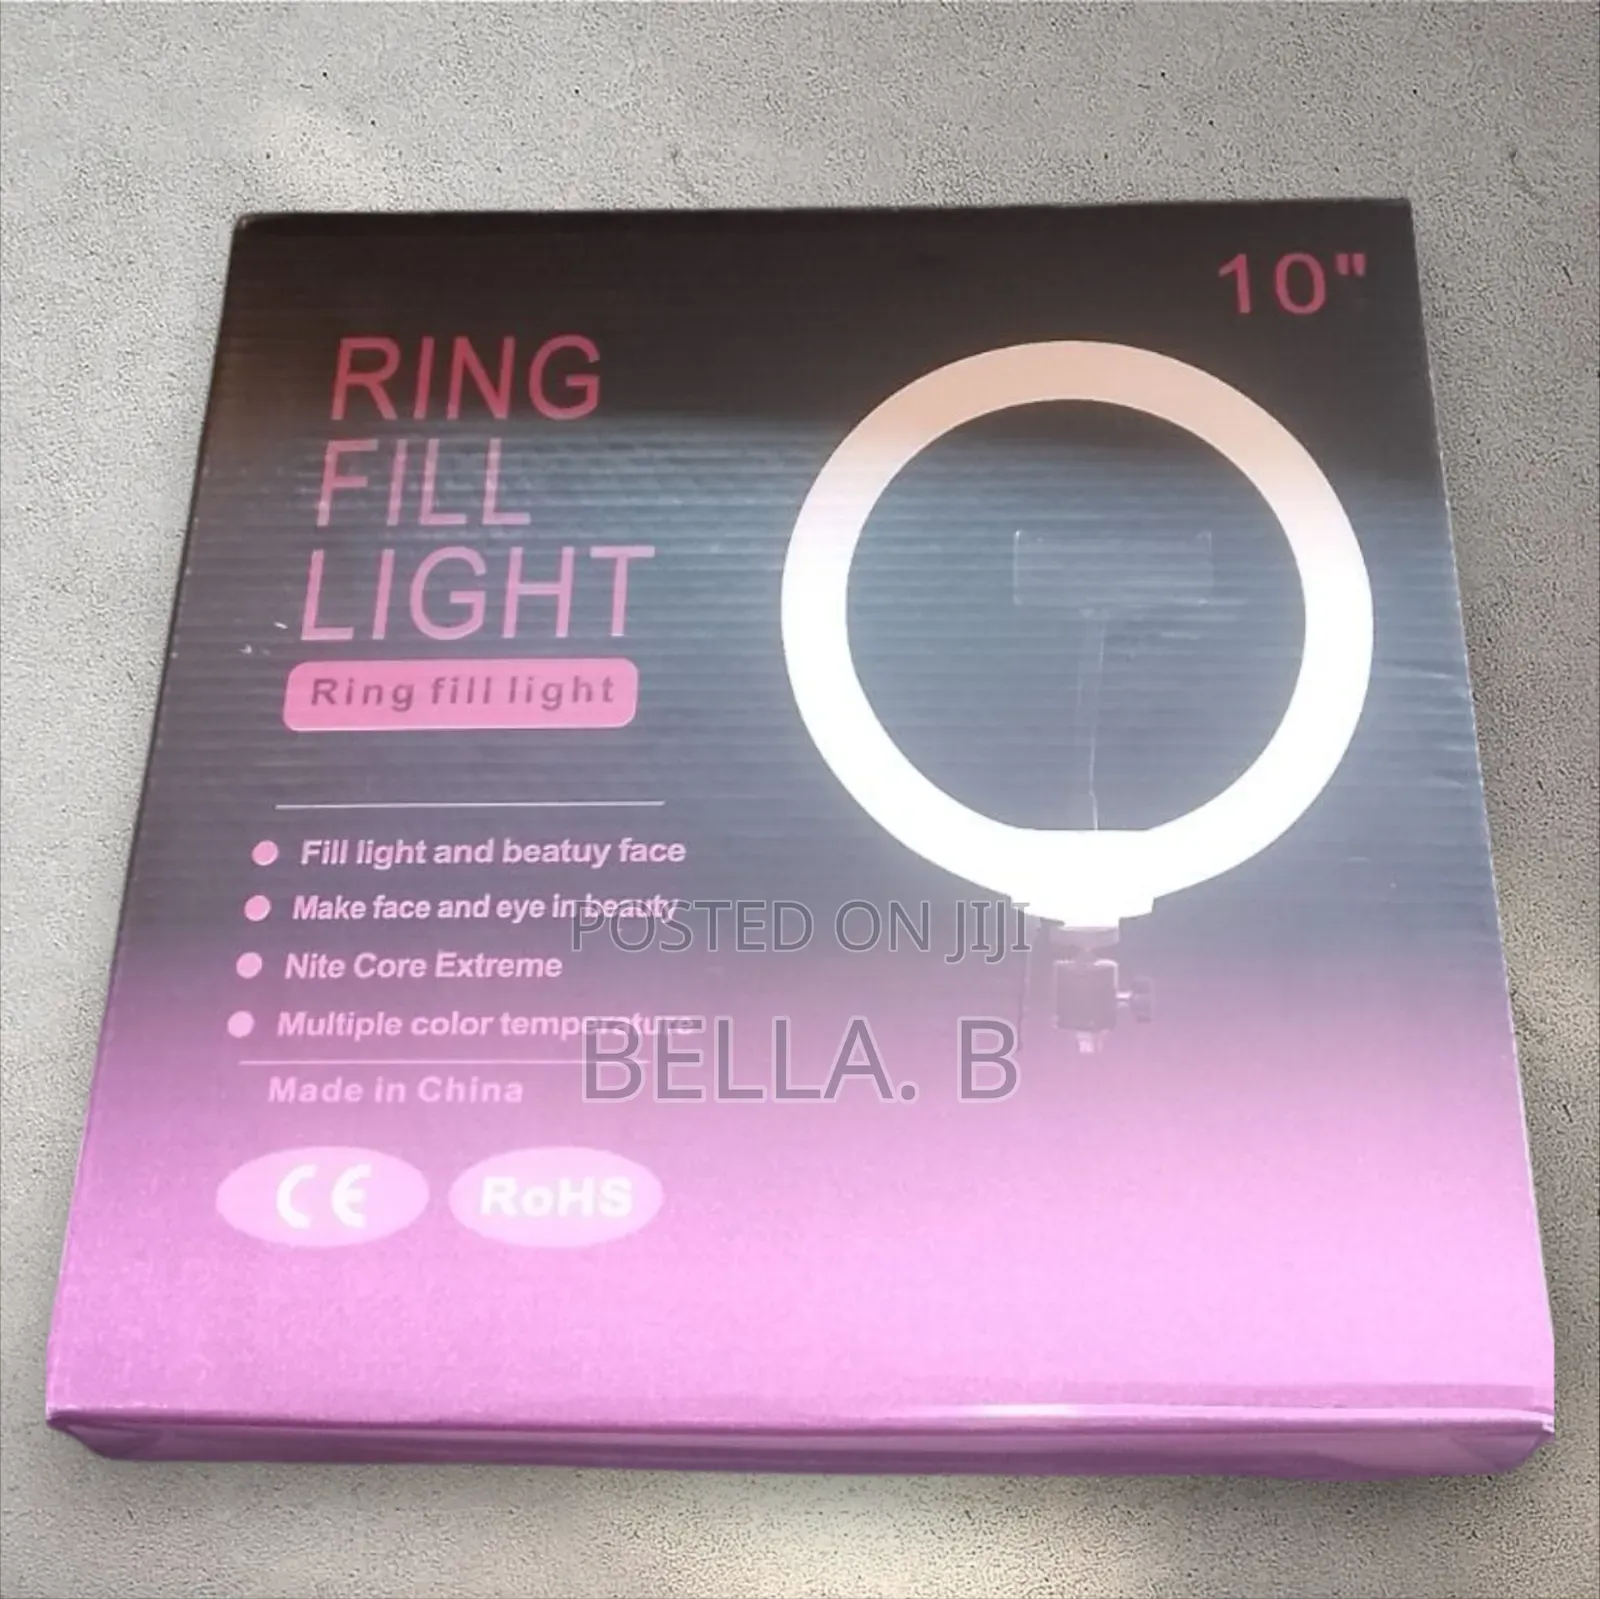 10"
RING
FILL
LIGHT
Ring fill light
Fill light and beatuy face
Make face and eye in beauty
Nite Core Extreme
Multiple color temperature
Made in China
CE
RoHS
POSTED ON JIJI
BELLA. B